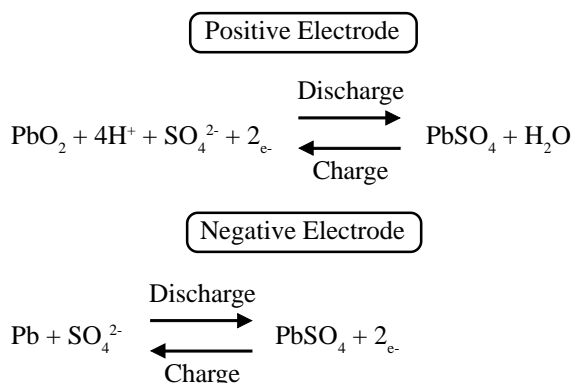 Positive Electrode
Discharge
PbO₂ + 4H⁺ + SO₄²⁻ + 2ₑ₋ PbSO₄ + H₂O
Charge
Negative Electrode
Discharge
Pb + SO₄²⁻ PbSO₄ + 2ₑ₋
Charge